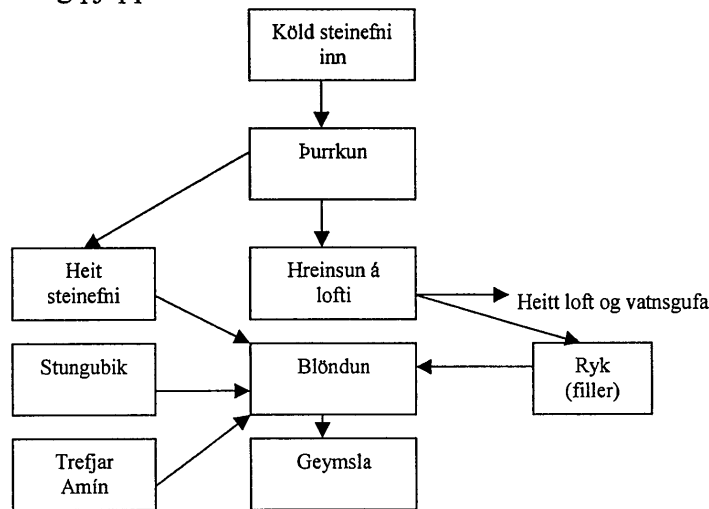 Köld steinefni
inn
Þurrkun
Heit
steinefni
Hreinsun á
lofti
Heitt loft og vatnsgufa
Stungubik
Blöndun
Ryk
(filler)
Trefjar
Amín
Geymsla